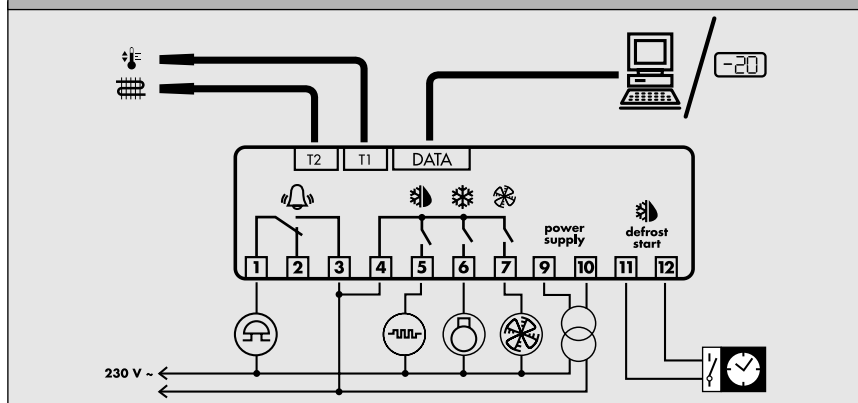 -20
T2 T1 DATA
power
supply
defrost
start
1 2 3 4 5 6 7 9 10 11 12
230 V ~